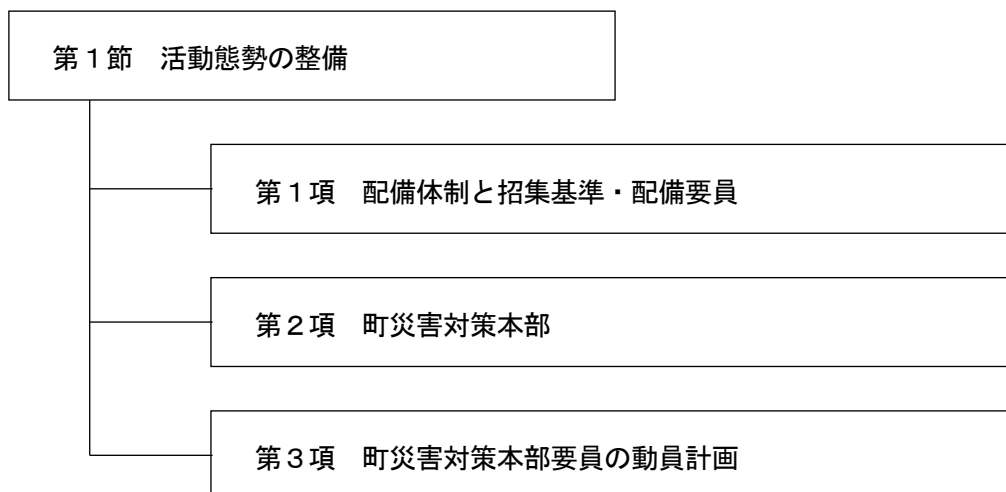 第１節　活動態勢の整備
第１項　配備体制と招集基準・配備要員
第２項　町災害対策本部
第３項　町災害対策本部要員の動員計画